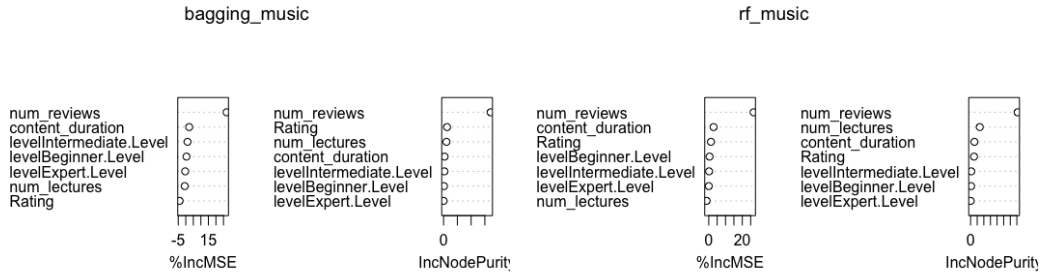 bagging_music
num_reviews
content_duration
levelIntermediate.Level
levelBeginner.Level
levelExpert.Level
num_lectures
Rating
-5 15
%IncMSE
num_reviews
Rating
num_lectures
content_duration
levelIntermediate.Level
levelBeginner.Level
levelExpert.Level
0
IncNodePurity
rf_music
num_reviews
content_duration
Rating
levelBeginner.Level
levelIntermediate.Level
levelExpert.Level
num_lectures
0 20
%IncMSE
num_reviews
num_lectures
content_duration
Rating
levelIntermediate.Level
levelBeginner.Level
levelExpert.Level
0
IncNodePurity